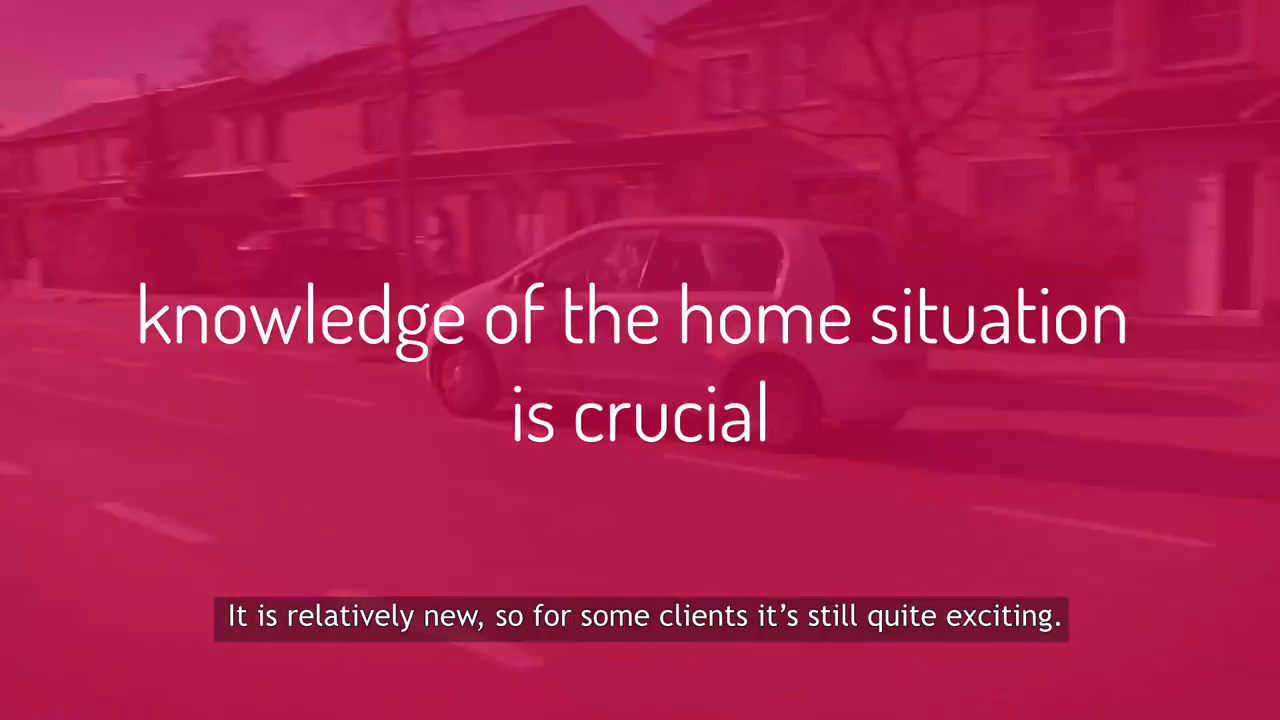 knowledge of the home situation
is crucial
It is relatively new, so for some clients it’s still quite exciting.